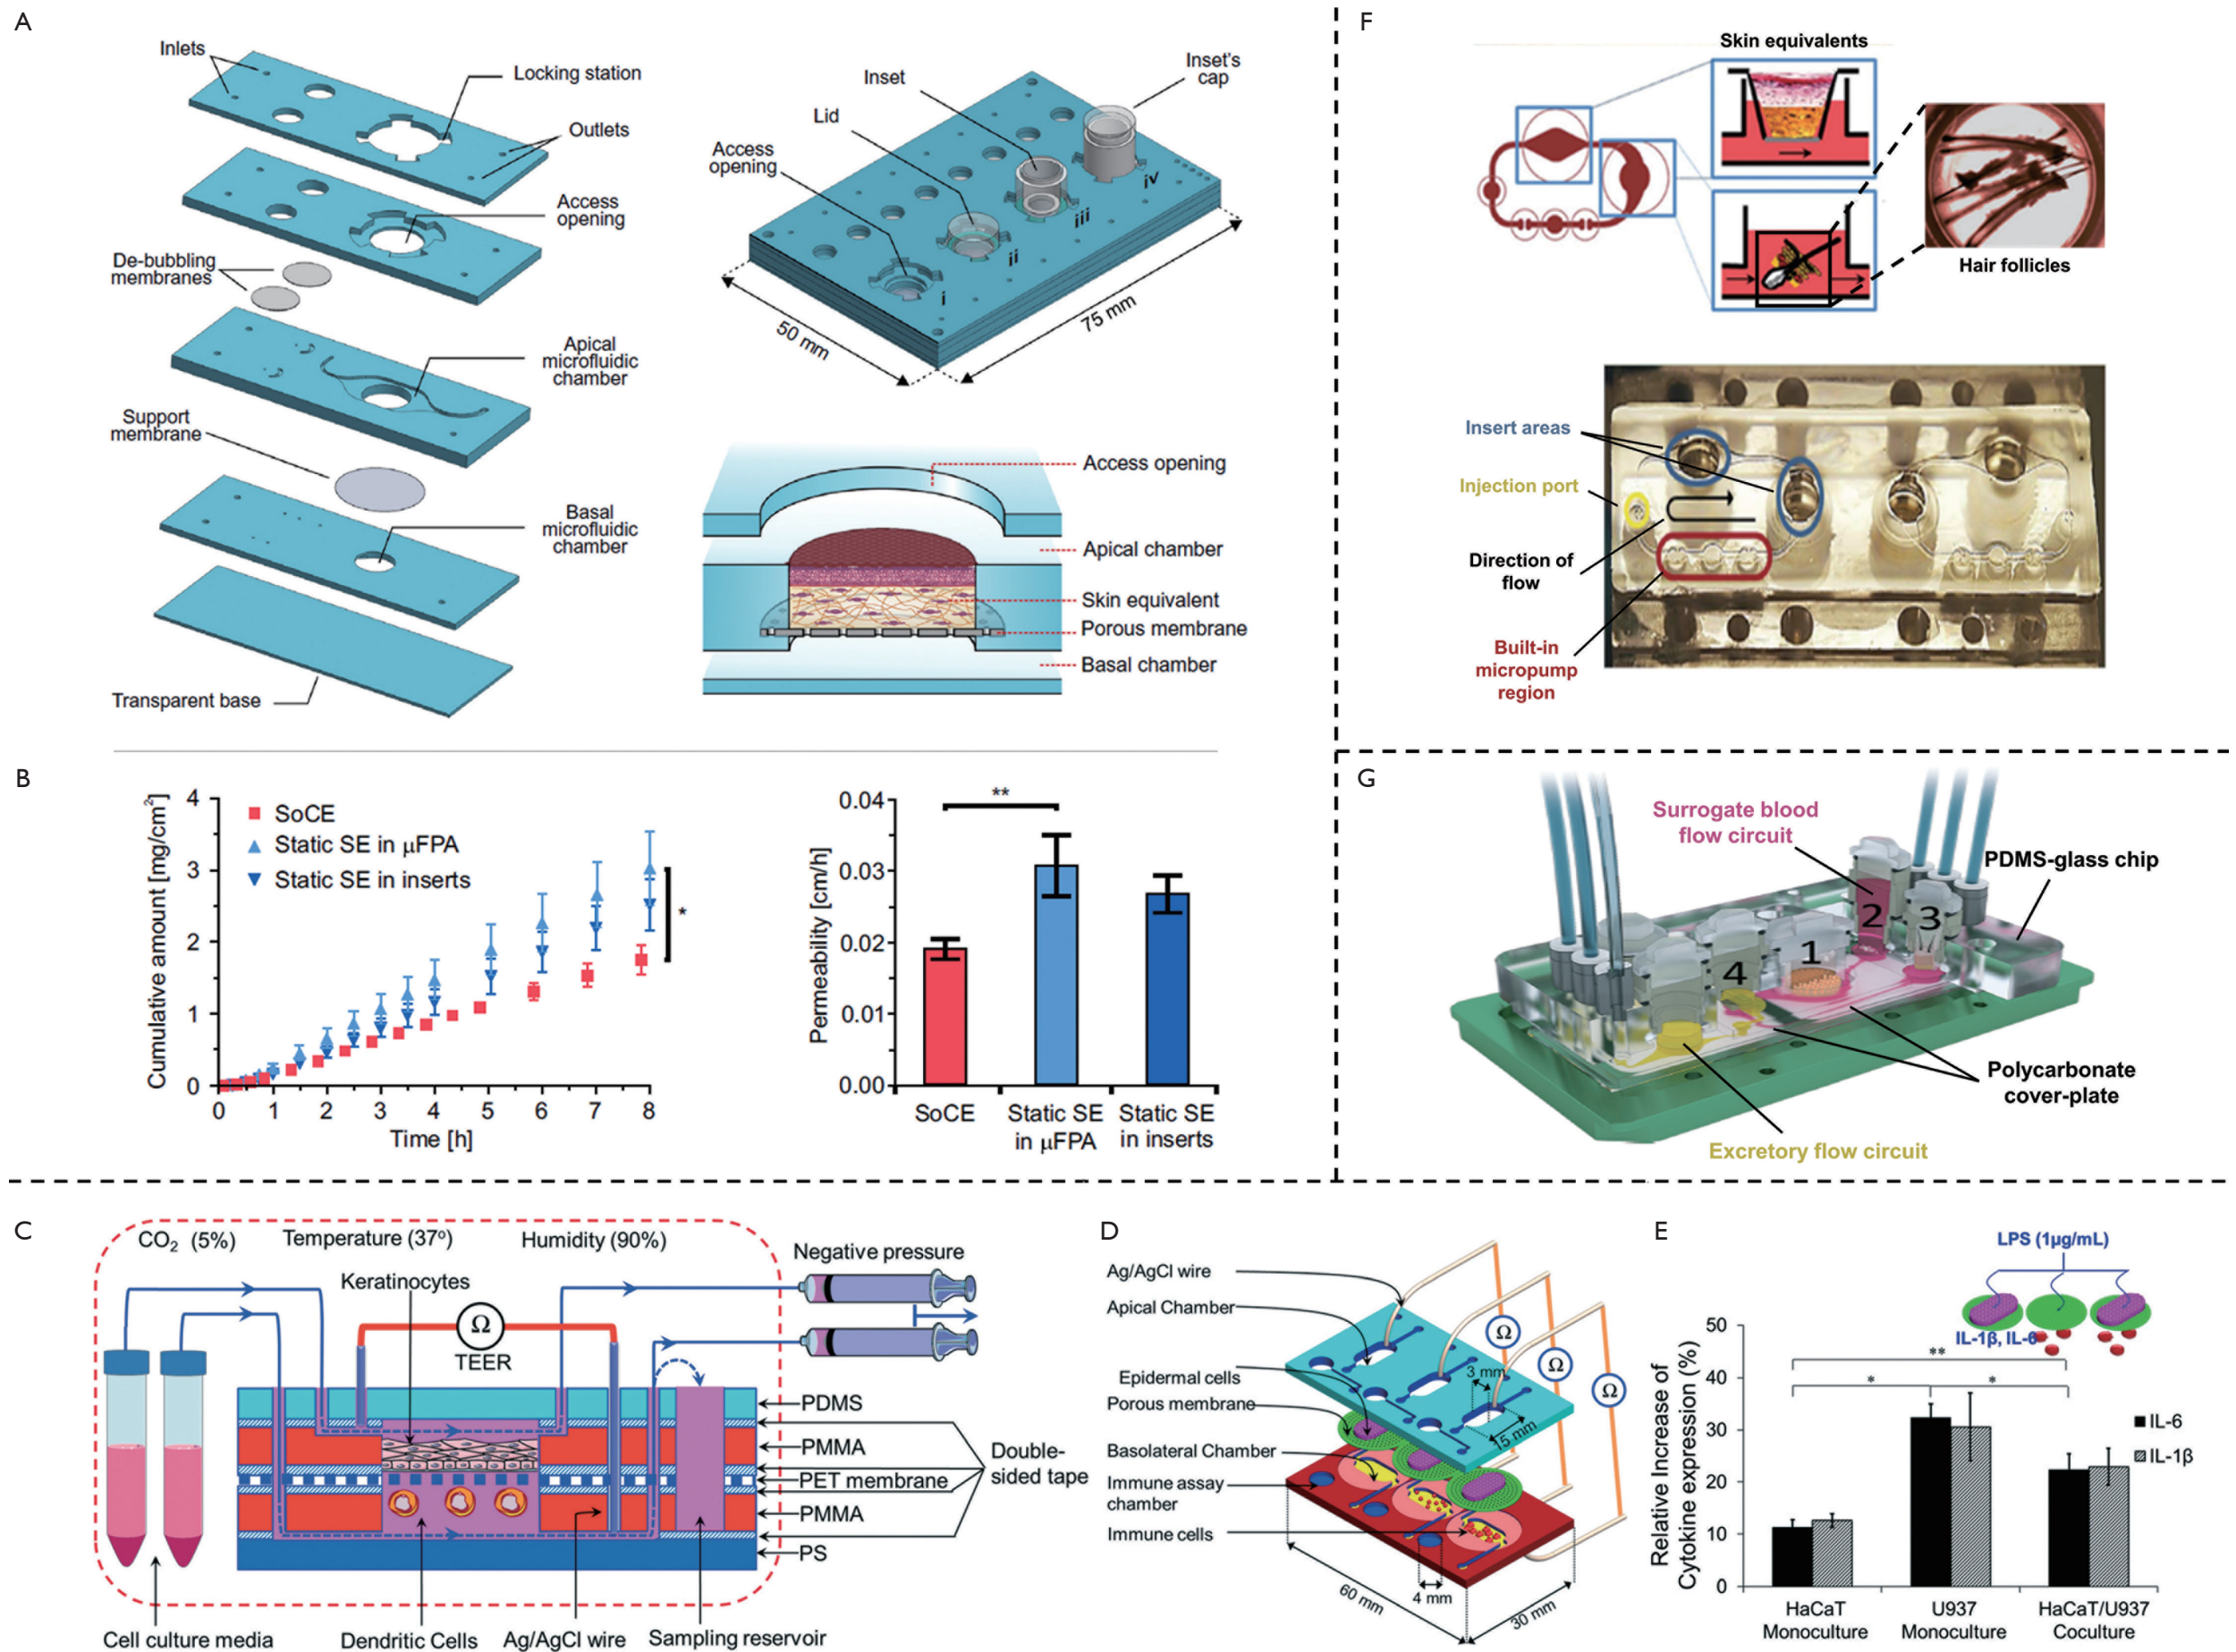 A
Inlets
Locking station
Outlets
Access
opening
De-bubbling
membranes
Apical
microfluidic
chamber
Support
membrane
Basal
microfluidic
chamber
Transparent base
Inset
Inset's
cap
Lid
Access
opening
i
ii
iii
iv
50 mm
75 mm
Access opening
Apical chamber
Skin equivalent
Porous membrane
Basal chamber
B
Cumulative amount [mg/cm²]
4
3
2
1
0
SoCE
Static SE in μFPA
Static SE in inserts
*
0 1 2 3 4 5 6 7 8
Time [h]
Permeability [cm/h]
0.04
0.03
0.02
0.01
0.00
**
SoCE
Static SE
in μFPA
Static SE
in inserts
C
CO₂ (5%)
Temperature (37º)
Humidity (90%)
Negative pressure
Keratinocytes
Ω
TEER
PDMS
PMMA
PET membrane
PMMA
PS
Double-
sided tape
Cell culture media
Dendritic Cells
Ag/AgCl wire
Sampling reservoir
D
Ag/AgCl wire
Apical Chamber
Epidermal cells
Porous membrane
Basolateral Chamber
Immune assay
chamber
Immune cells
Ω
Ω
Ω
3 mm
15 mm
4 mm
60 mm
30 mm
E
LPS (1μg/mL)
IL-1β, IL-6
Relative Increase of
Cytokine expression (%)
50
40
30
20
10
0
**
*
*
IL-6
IL-1β
HaCaT
Monoculture
U937
Monoculture
HaCaT/U937
Coculture
F
Skin equivalents
Hair follicles
Insert areas
Injection port
Direction of
flow
Built-in
micropump
region
G
Surrogate blood
flow circuit
PDMS-glass chip
1
2
3
4
Polycarbonate
cover-plate
Excretory flow circuit